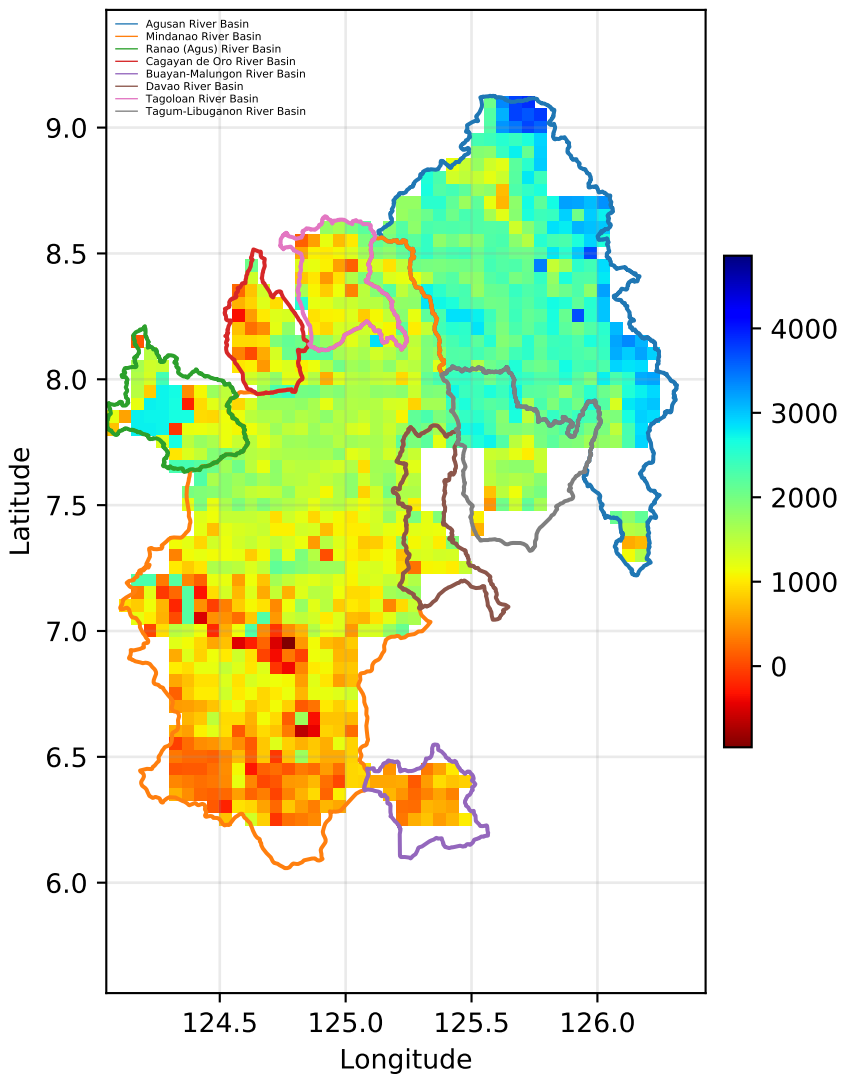 Agusan River Basin
Mindanao River Basin
Ranao (Agus) River Basin
Cagayan de Oro River Basin
Buayan-Malungon River Basin
Davao River Basin
Tagoloan River Basin
Tagum-Libuganon River Basin
9.0
8.5
8.0
7.5
7.0
6.5
6.0
Latitude
124.5 125.0 125.5 126.0
Longitude
4000
3000
2000
1000
0